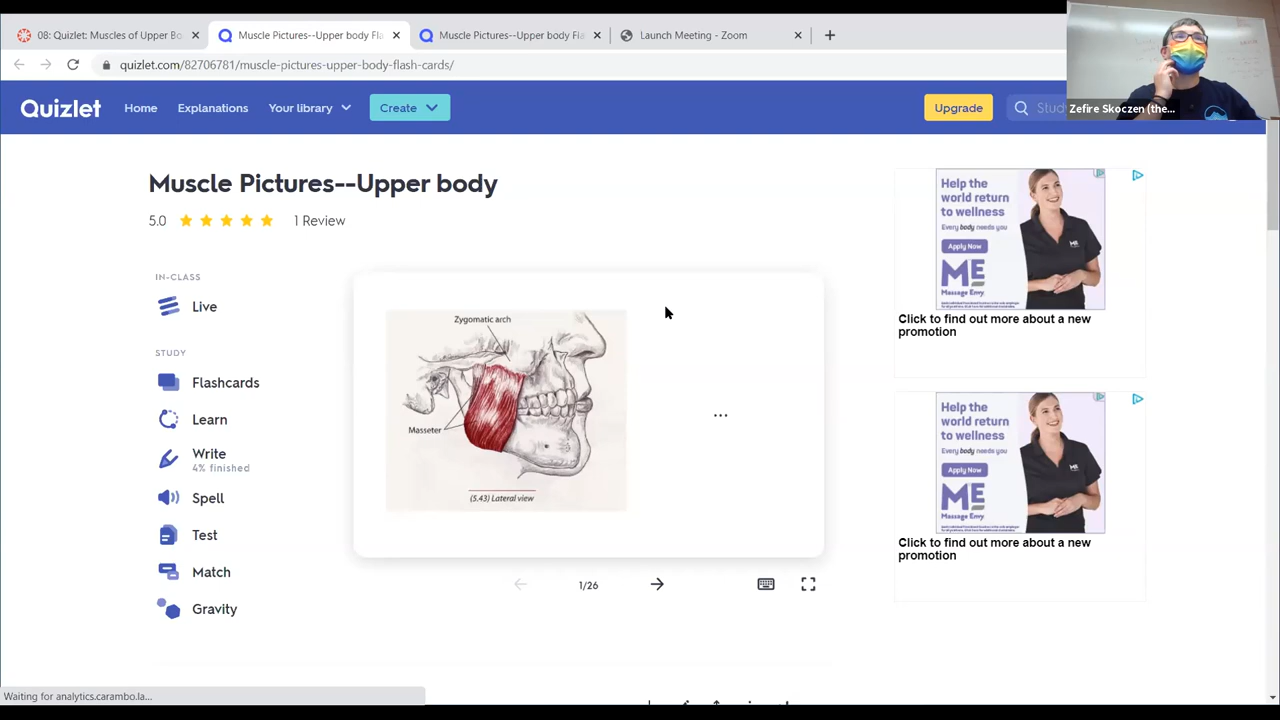 08: Quizlet: Muscles of Upper Bo
Muscle Pictures--Upper body Fla
Muscle Pictures--Upper body Fla
Launch Meeting - Zoom
quizlet.com/82706781/muscle-pictures-upper-body-flash-cards/
Zefire Skoczen (the...
Quizlet
Home
Explanations
Your library
Create
Upgrade
Stud
Muscle Pictures--Upper body
5.0
1 Review
IN-CLASS
Live
STUDY
Flashcards
Learn
Write
4% finished
Spell
Test
Match
Gravity
Zygomatic arch
Masseter
(5.43) Lateral view
...
1/26
Help the
world return
to wellness
Every body needs you
Apply Now
ME
Massage Envy
Click to find out more about a new
promotion
Help the
world return
to wellness
Every body needs you
Apply Now
ME
Massage Envy
Click to find out more about a new
promotion
Waiting for analytics.carambo.la...